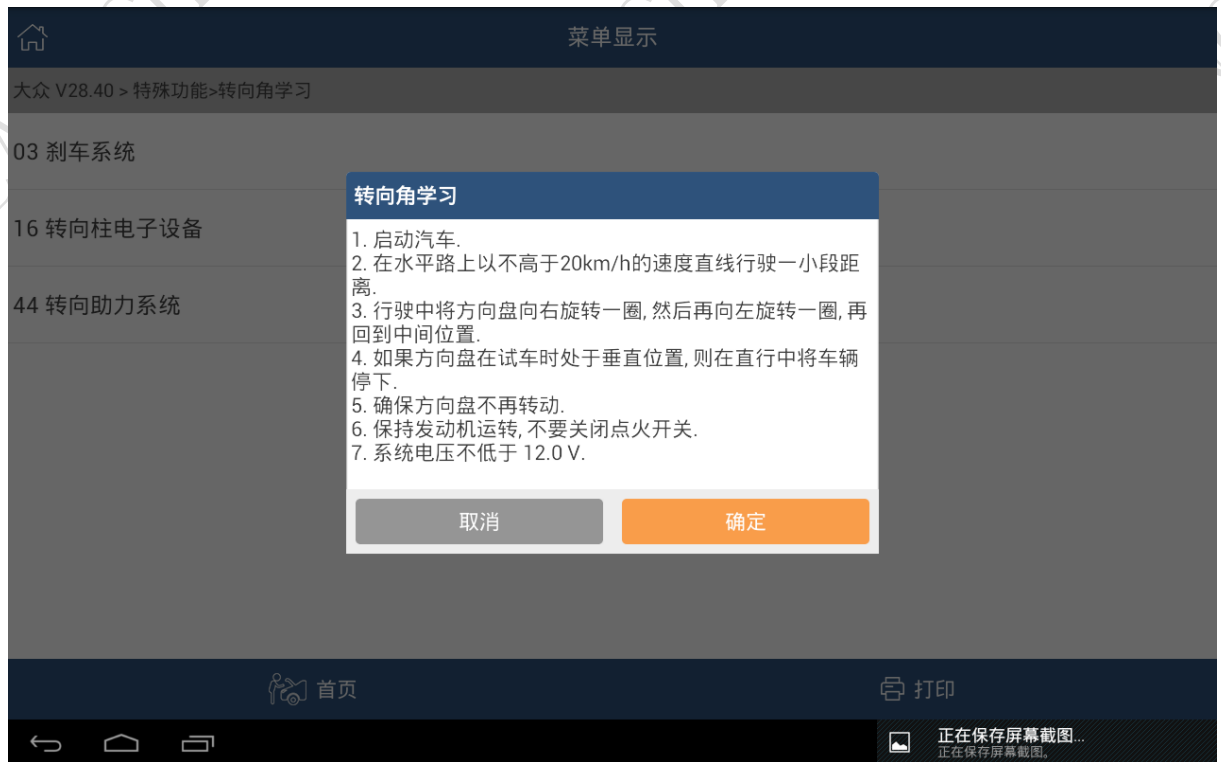 菜单显示
大众 V28.40 > 特殊功能>转向角学习
03 刹车系统
16 转向柱电子设备
44 转向助力系统
转向角学习
1. 启动汽车.
2. 在水平路上以不高于20km/h的速度直线行驶一小段距
离.
3. 行驶中将方向盘向右旋转一圈, 然后再向左旋转一圈, 再
回到中间位置.
4. 如果方向盘在试车时处于垂直位置, 则在直行中将车辆
停下.
5. 确保方向盘不再转动.
6. 保持发动机运转, 不要关闭点火开关.
7. 系统电压不低于 12.0 V.
取消
确定
首页
打印
正在保存屏幕截图...
正在保存屏幕截图。